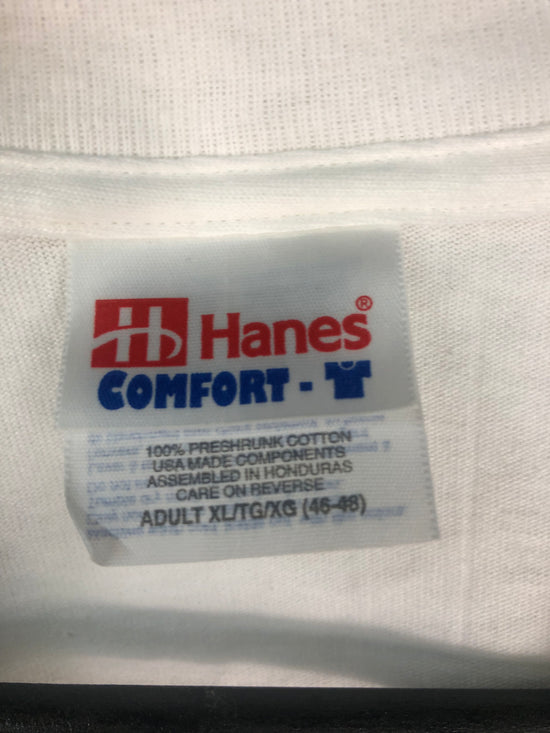 Hanes®
COMFORT -
100% PRESHRUNK COTTON
USA MADE COMPONENTS
ASSEMBLED IN HONDURAS
CARE ON REVERSE
ADULT XL/TG/XG (46-48)